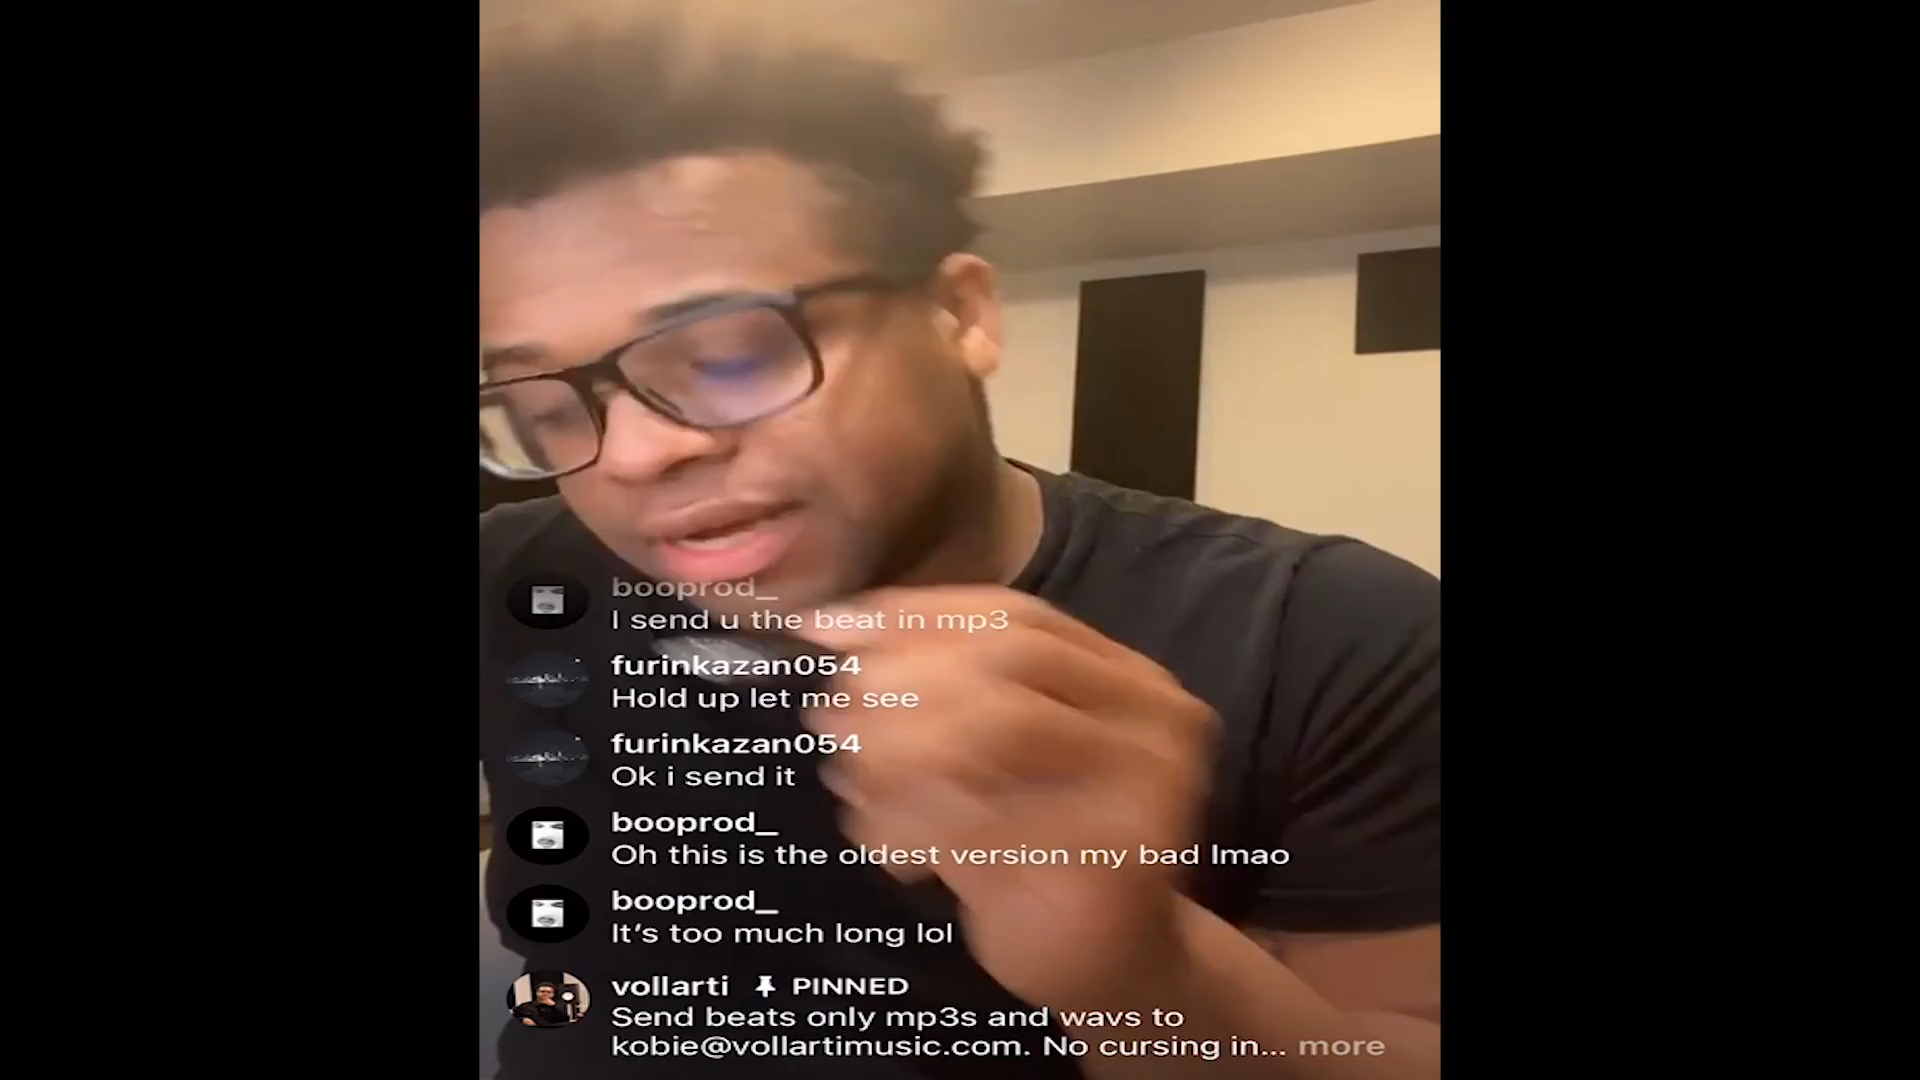 booprod_
I send u the beat in mp3
furinkazan054
Hold up let me see
furinkazan054
Ok i send it
booprod_
Oh this is the oldest version my bad lmao
booprod_
It's too much long lol
vollarti PINNED
Send beats only mp3s and wavs to
kobie@vollartimusic.com. No cursing in... more